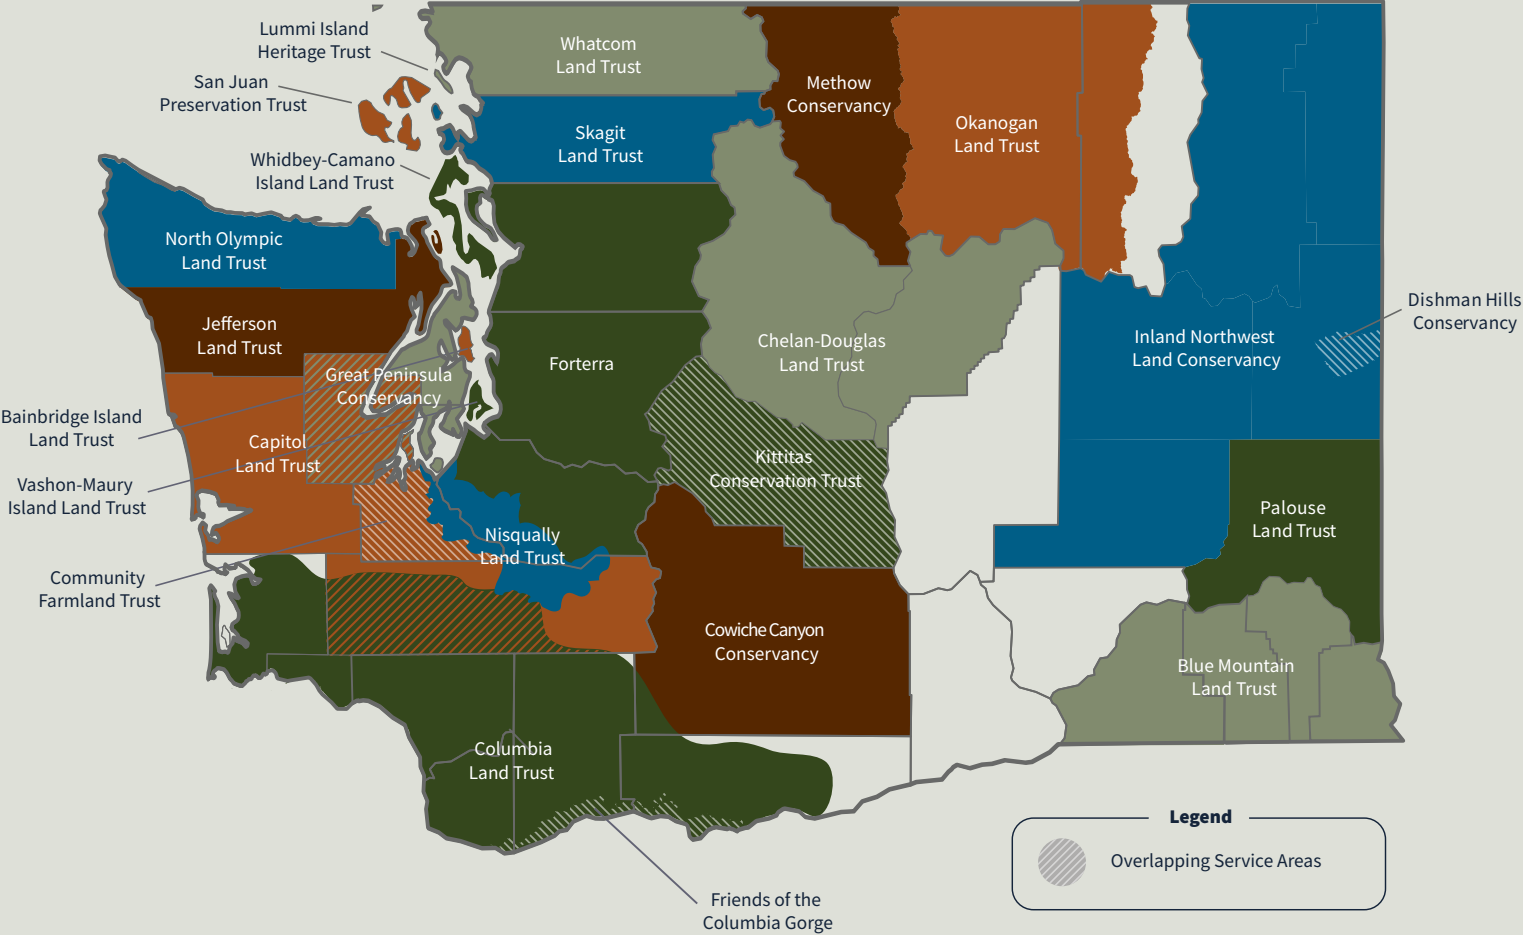 Lummi Island
Heritage Trust
San Juan
Preservation Trust
Whidbey-Camano
Island Land Trust
Whatcom
Land Trust
Skagit
Land Trust
Methow
Conservancy
Okanogan
Land Trust
North Olympic
Land Trust
Jefferson
Land Trust
Great Peninsula
Conservancy
Forterra
Chelan-Douglas
Land Trust
Inland Northwest
Land Conservancy
Dishman Hills
Conservancy
Bainbridge Island
Land Trust
Capitol
Land Trust
Vashon-Maury
Island Land Trust
Kittitas
Conservation Trust
Palouse
Land Trust
Nisqually
Land Trust
Community
Farmland Trust
Cowiche Canyon
Conservancy
Blue Mountain
Land Trust
Columbia
Land Trust
Friends of the
Columbia Gorge
Legend
Overlapping Service Areas